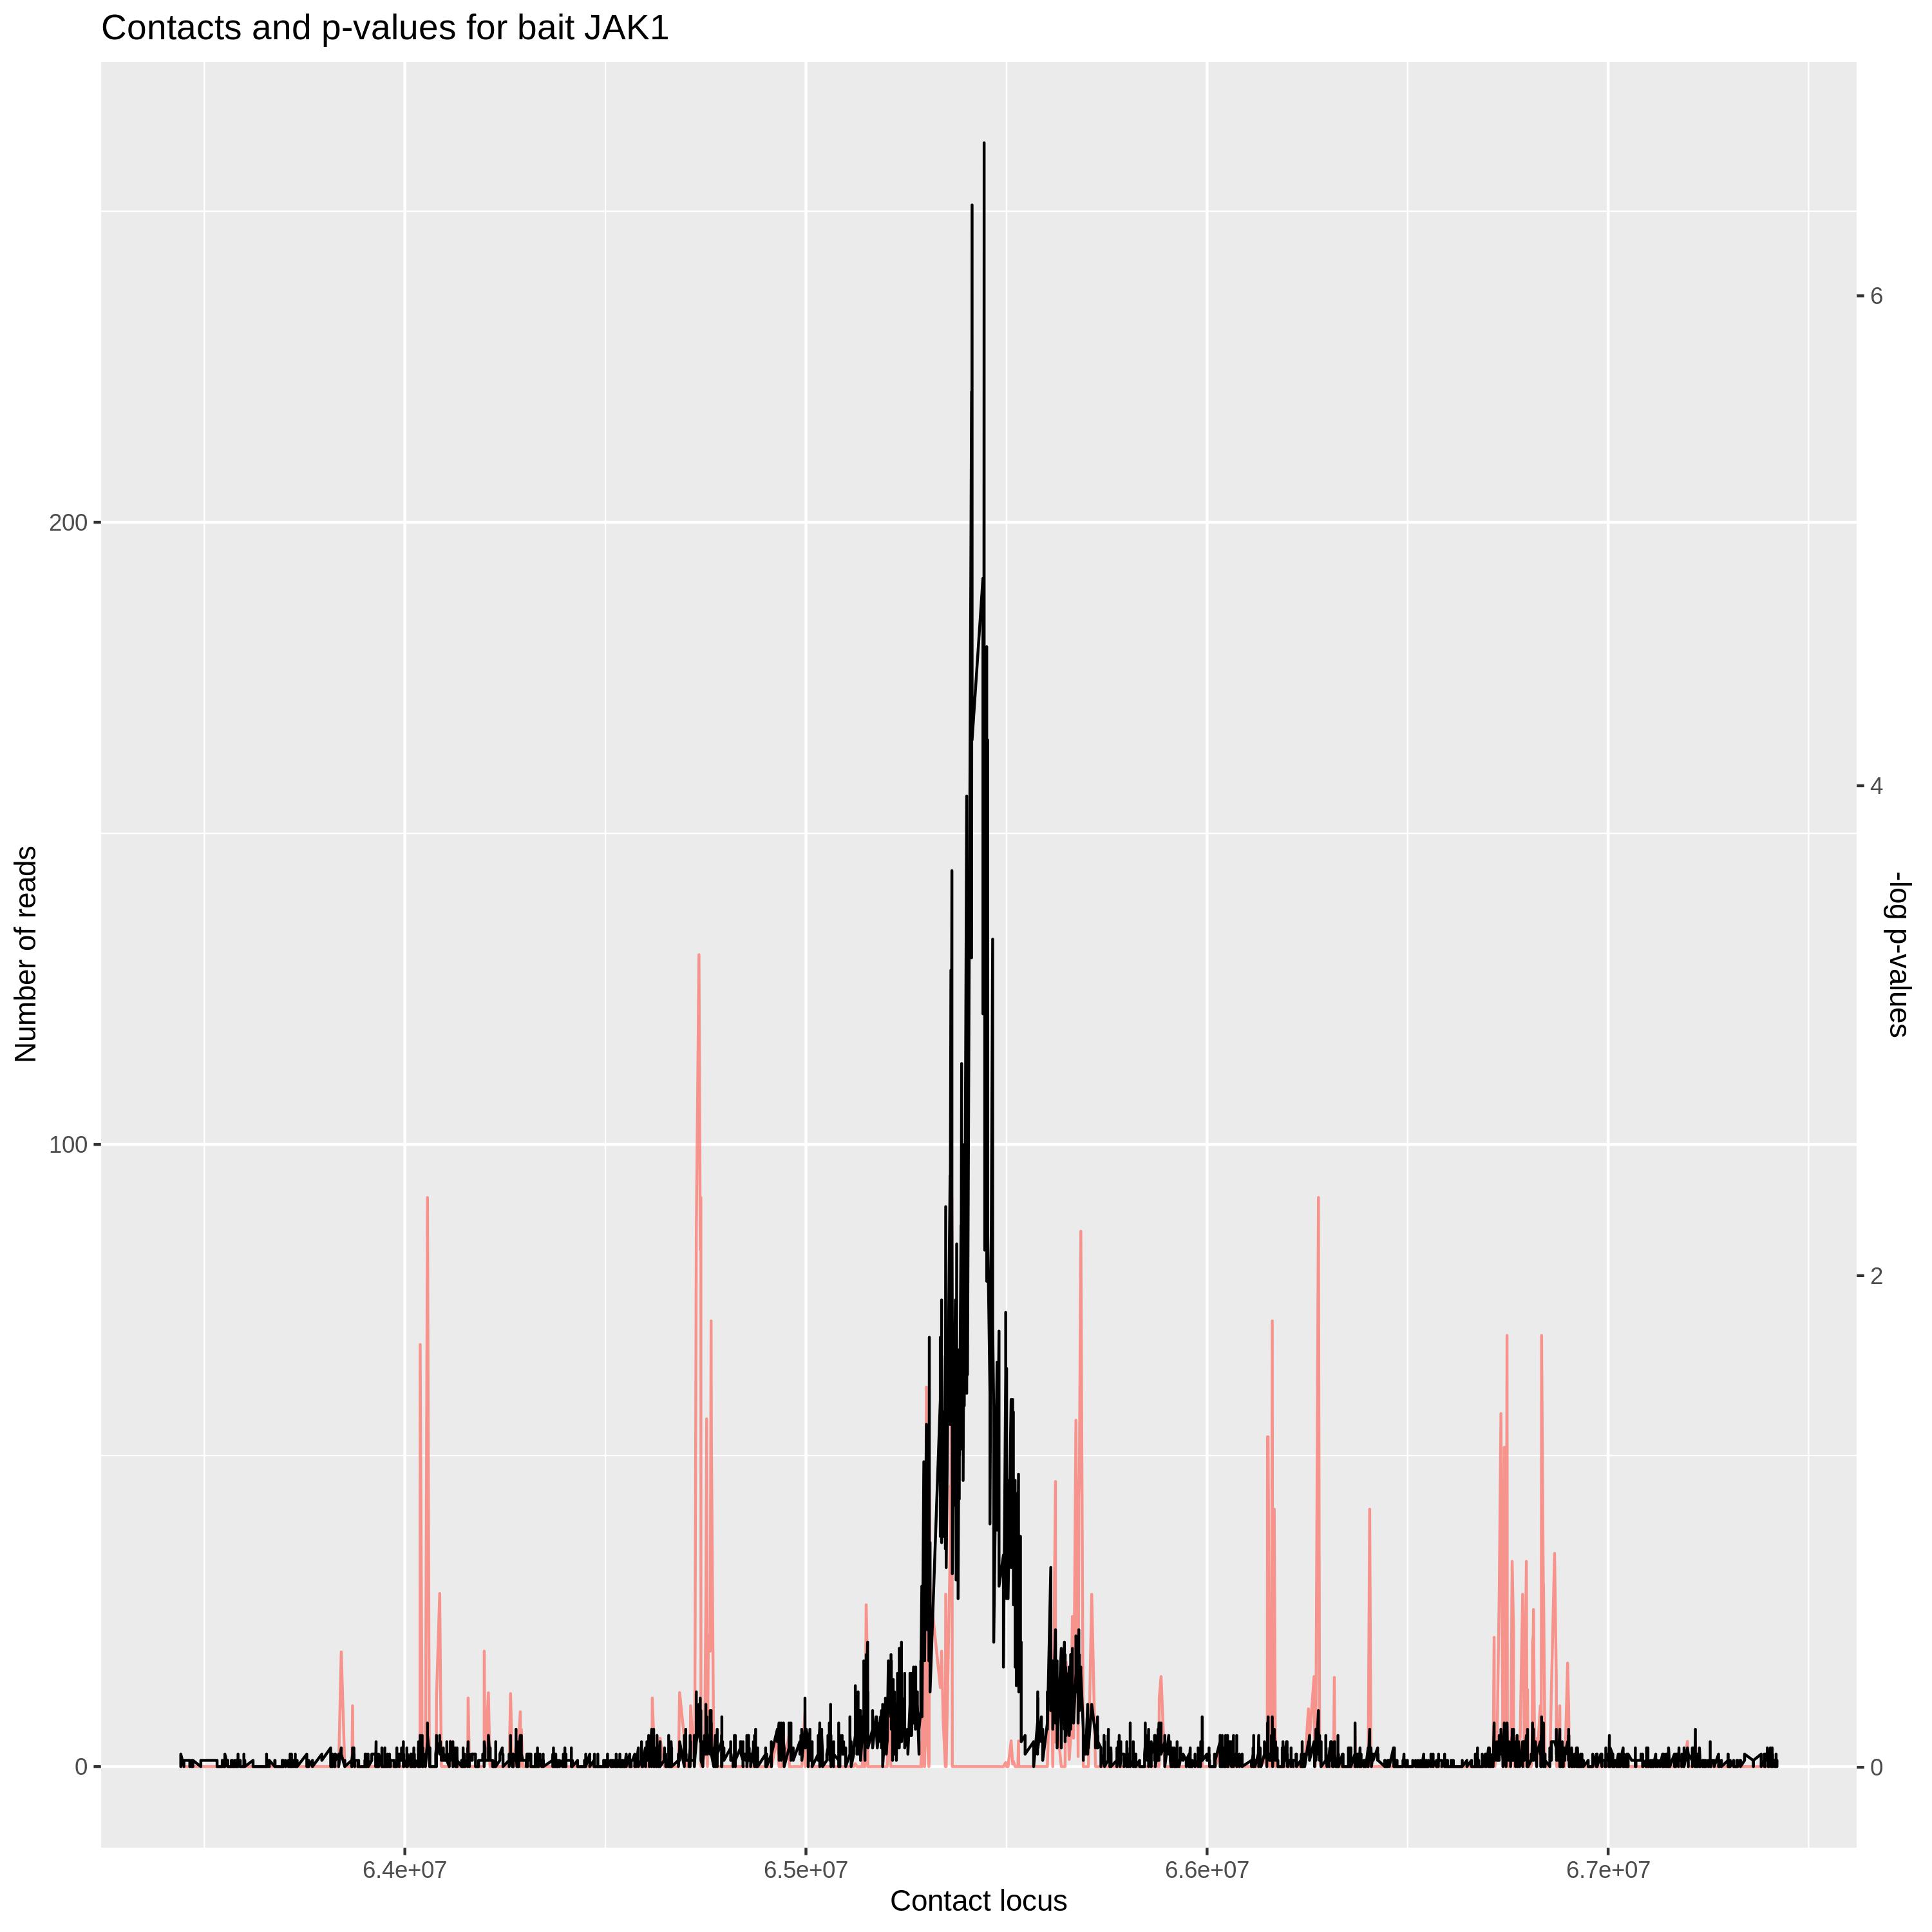 Contacts and p-values for bait JAK1
Number of reads
200
100
0
6
4
2
0
-log p-values
6.4e+07
6.5e+07
6.6e+07
6.7e+07
Contact locus